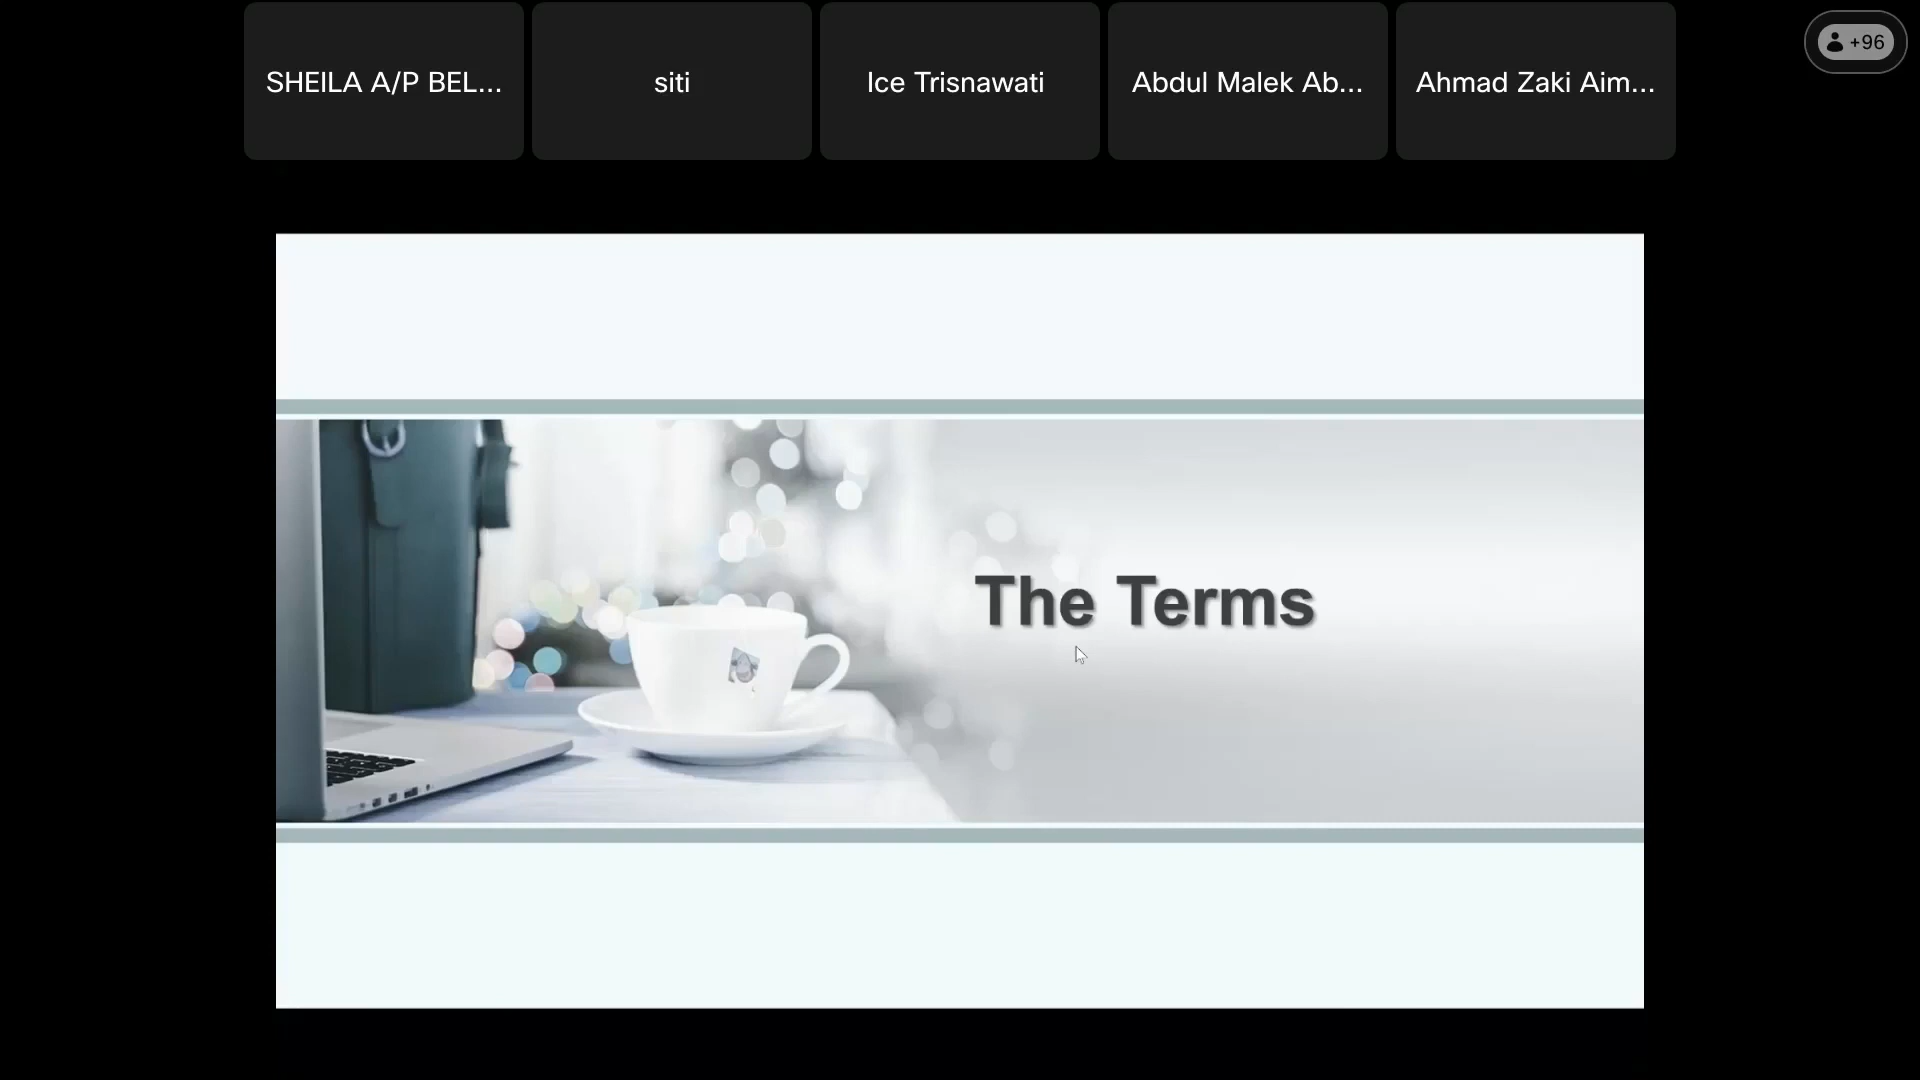 SHEILA A/P BEL...
siti
Ice Trisnawati
Abdul Malek Ab...
Ahmad Zaki Aim...
+96
The Terms